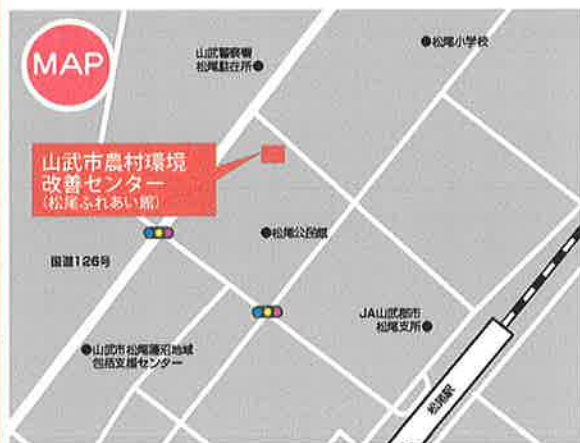 MAP
山武警察署
松尾駐在所
松尾小学校
山武市農村環境
改善センター
(松尾ふれあい館)
松尾公民館
国道126号
JA山武郡市
松尾支所
山武市松尾蓮沼地域
包括支援センター
松尾駅